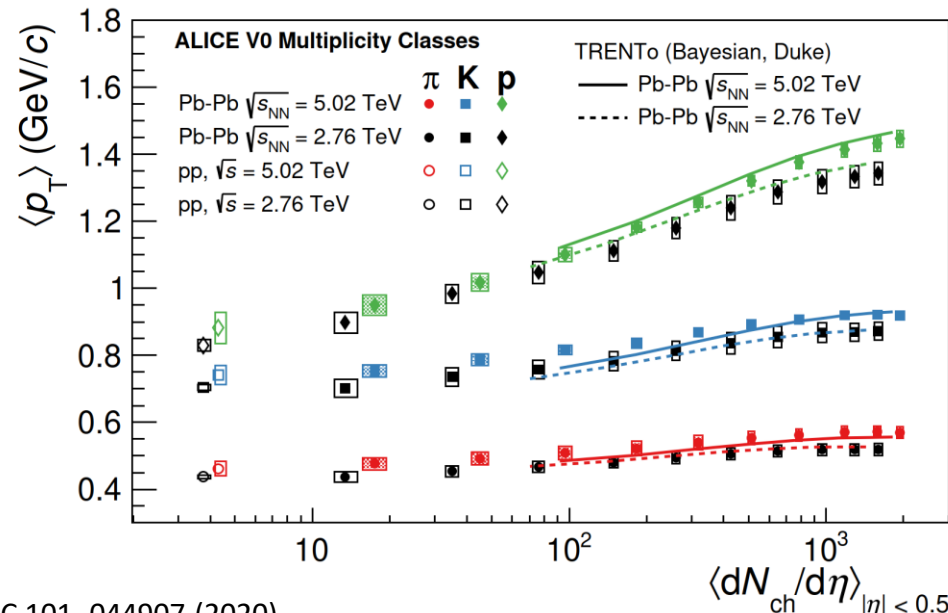 ⟨p_T⟩ (GeV/c)
1.8
1.6
1.4
1.2
1
0.8
0.6
0.4
ALICE V0 Multiplicity Classes
π K p
Pb-Pb √s_NN = 5.02 TeV
Pb-Pb √s_NN = 2.76 TeV
pp, √s = 5.02 TeV
pp, √s = 2.76 TeV
TRENTo (Bayesian, Duke)
Pb-Pb √s_NN = 5.02 TeV
Pb-Pb √s_NN = 2.76 TeV
10 10² 10³
⟨dN_ch/dη⟩_|η| < 0.5
C 101, 044907 (2020)